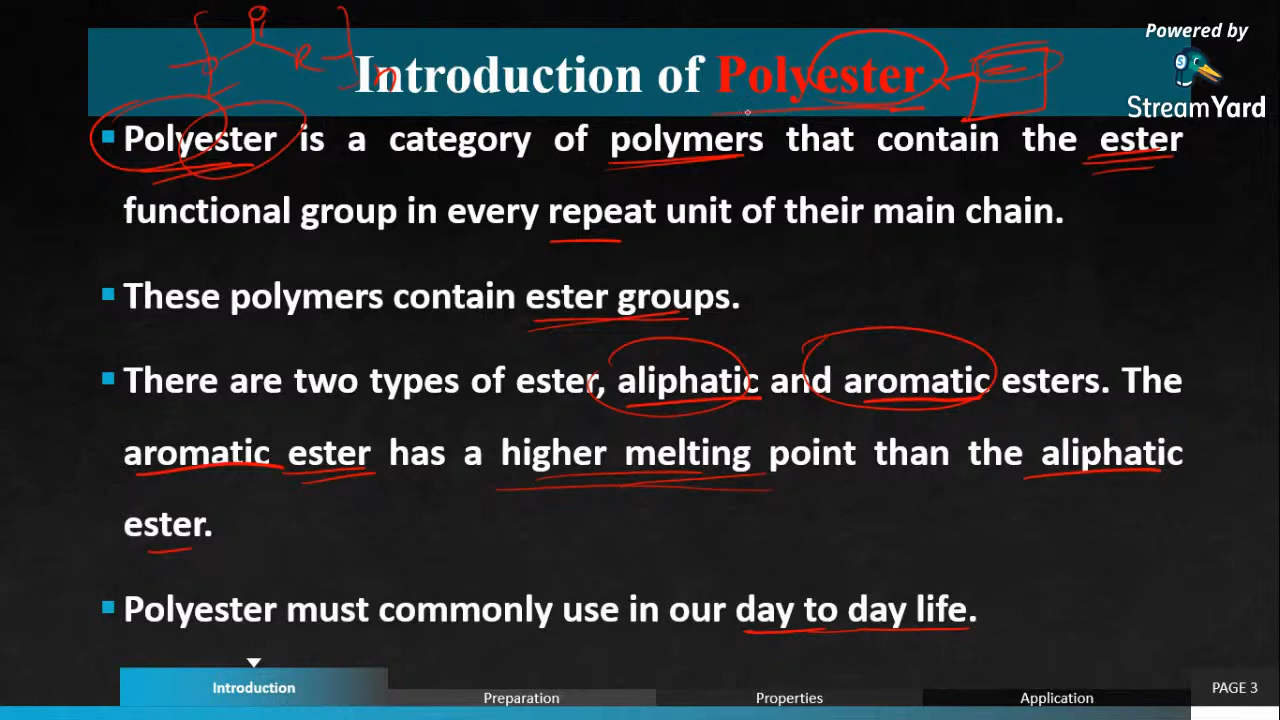 Powered by
StreamYard
O
O R n
Introduction of Polyester
Polyester is a category of polymers that contain the ester
functional group in every repeat unit of their main chain.
These polymers contain ester groups.
There are two types of ester, aliphatic and aromatic esters. The
aromatic ester has a higher melting point than the aliphatic
ester.
Polyester must commonly use in our day to day life.
Introduction
Preparation
Properties
Application
PAGE 3